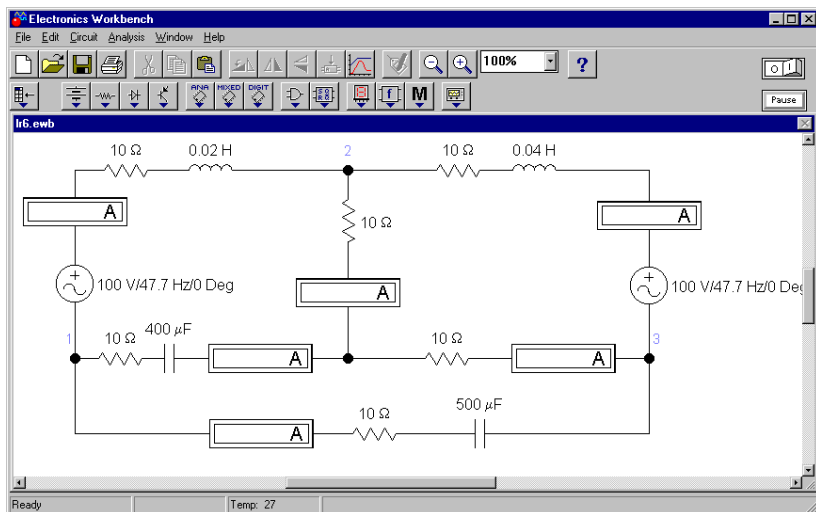 Electronics Workbench
File Edit Circuit Analysis Window Help
100%
?
ANA MIXED DIGIT
f M
Pause
lr6.ewb
10 Ω 0.02 H 2 10 Ω 0.04 H
A A
10 Ω
100 V/47.7 Hz/0 Deg A 100 V/47.7 Hz/0 Deg
1 10 Ω 400 μF A 10 Ω A 3
A 10 Ω 500 μF
Ready Temp: 27